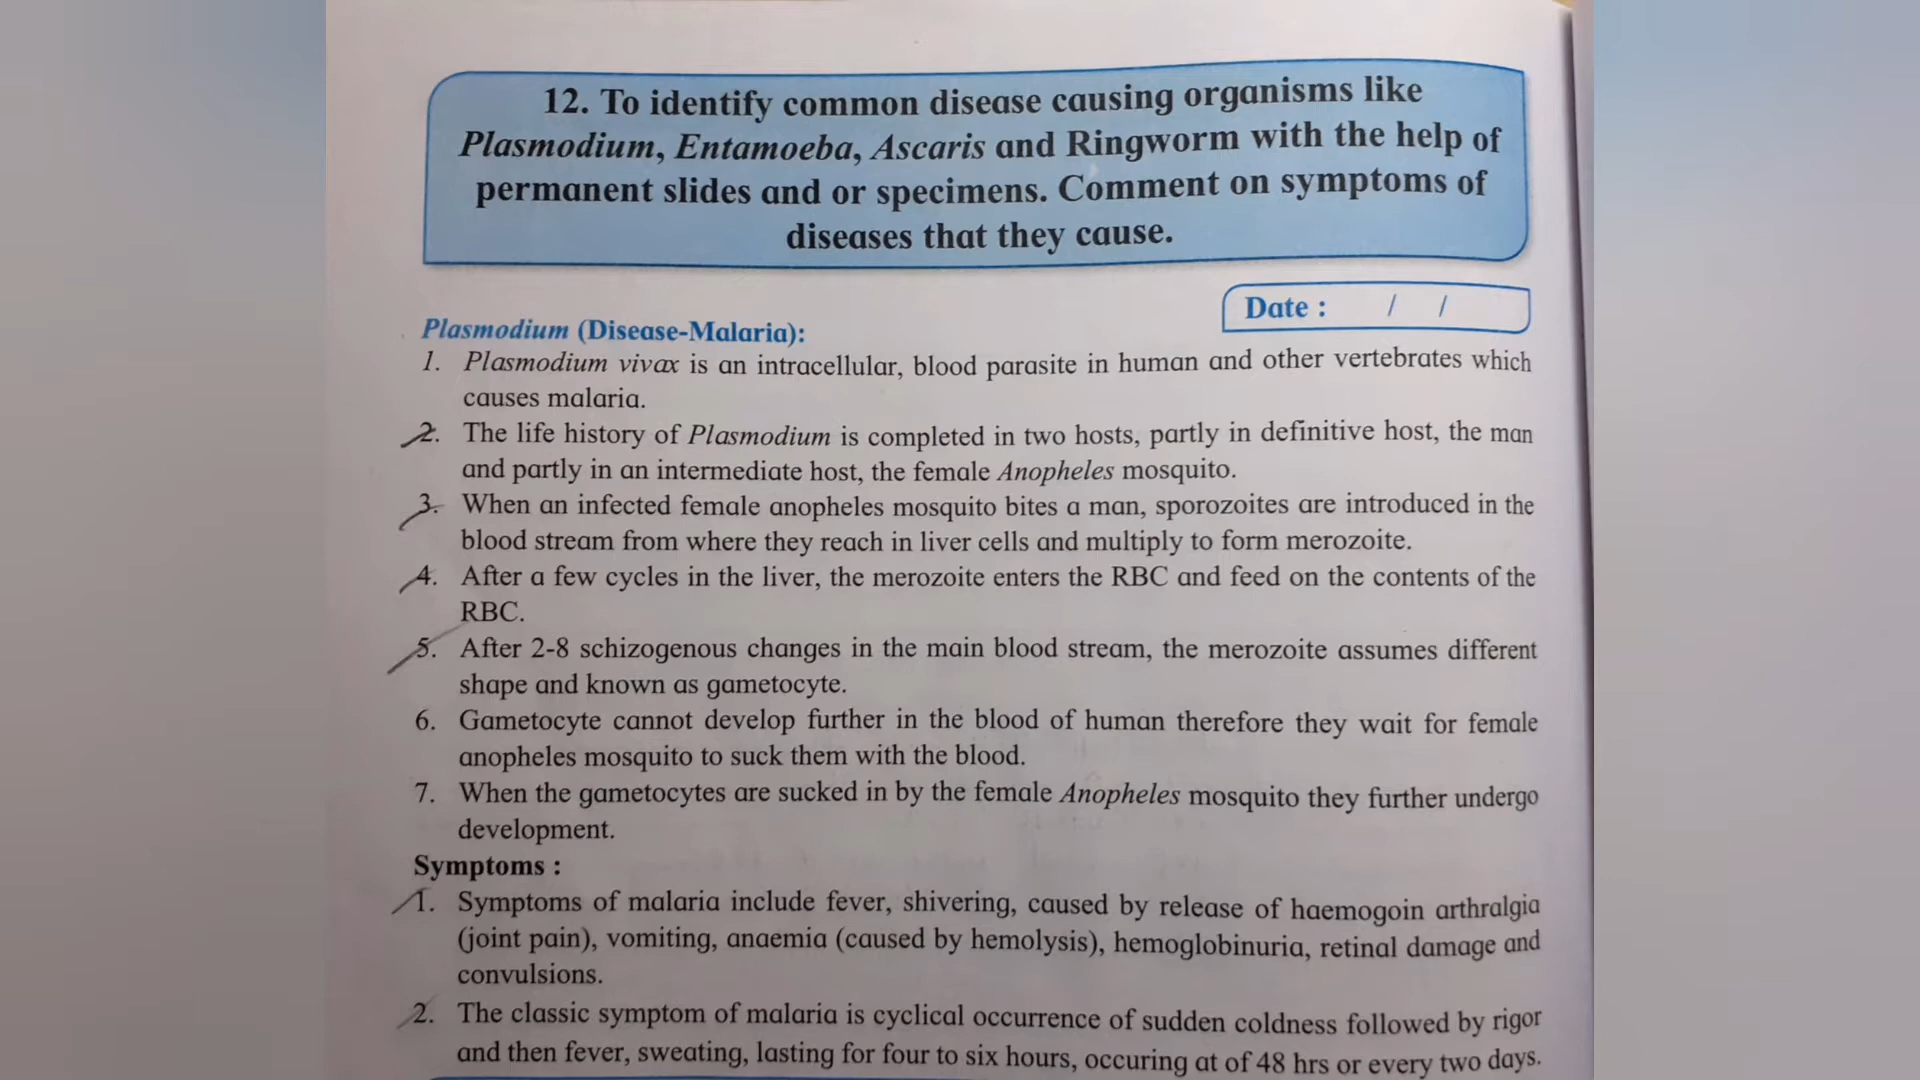 12. To identify common disease causing organisms like
Plasmodium, Entamoeba, Ascaris and Ringworm with the help of
permanent slides and or specimens. Comment on symptoms of
diseases that they cause.
Date : / /
Plasmodium (Disease-Malaria):
1. Plasmodium vivax is an intracellular, blood parasite in human and other vertebrates which
causes malaria.
2. The life history of Plasmodium is completed in two hosts, partly in definitive host, the man
and partly in an intermediate host, the female Anopheles mosquito.
3. When an infected female anopheles mosquito bites a man, sporozoites are introduced in the
blood stream from where they reach in liver cells and multiply to form merozoite.
4. After a few cycles in the liver, the merozoite enters the RBC and feed on the contents of the
RBC.
5. After 2-8 schizogenous changes in the main blood stream, the merozoite assumes different
shape and known as gametocyte.
6. Gametocyte cannot develop further in the blood of human therefore they wait for female
anopheles mosquito to suck them with the blood.
7. When the gametocytes are sucked in by the female Anopheles mosquito they further undergo
development.
Symptoms :
1. Symptoms of malaria include fever, shivering, caused by release of haemogoin arthralgia
(joint pain), vomiting, anaemia (caused by hemolysis), hemoglobinuria, retinal damage and
convulsions.
2. The classic symptom of malaria is cyclical occurrence of sudden coldness followed by rigor
and then fever, sweating, lasting for four to six hours, occuring at of 48 hrs or every two days.